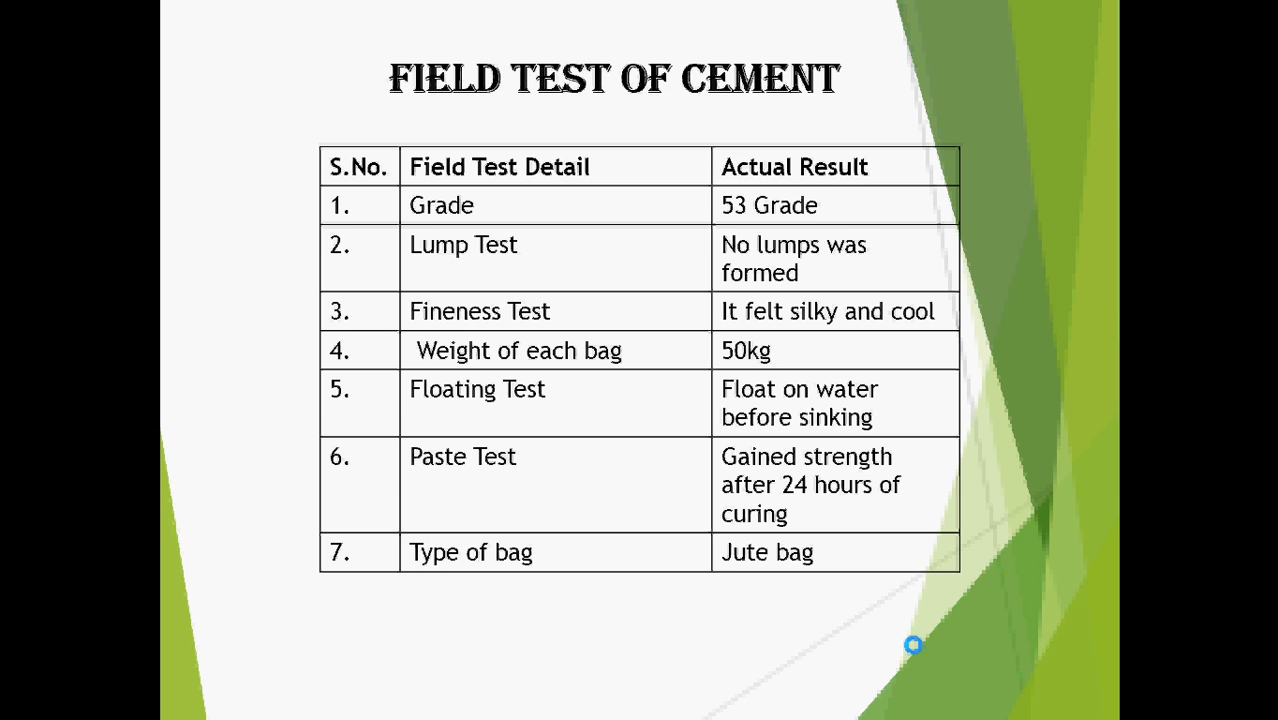 FIELD TEST OF CEMENT
S.No. Field Test Detail Actual Result
1. Grade 53 Grade
2. Lump Test No lumps was
formed
3. Fineness Test It felt silky and cool
4. Weight of each bag 50kg
5. Floating Test Float on water
before sinking
6. Paste Test Gained strength
after 24 hours of
curing
7. Type of bag Jute bag